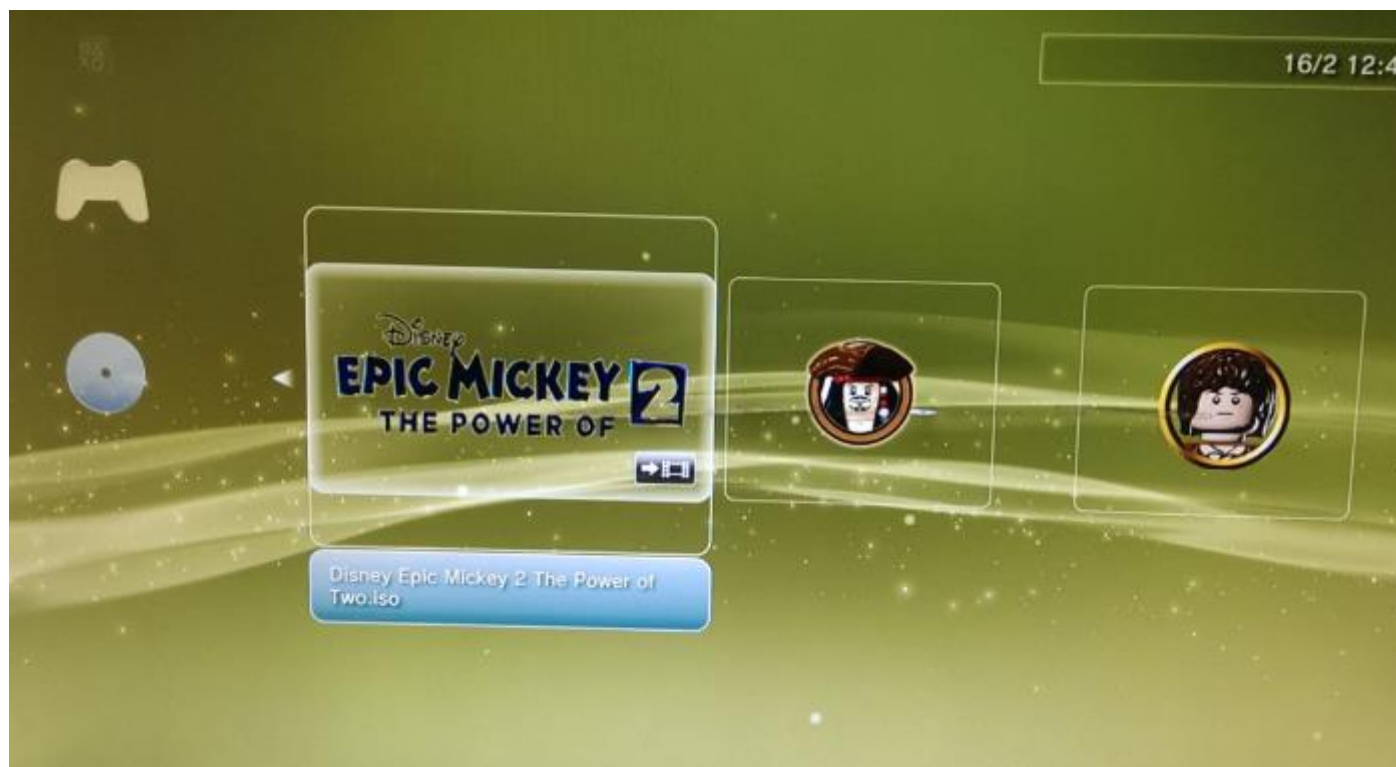 16/2 12:4
Disney
EPIC MICKEY 2
THE POWER OF
Disney Epic Mickey 2 The Power of
Two.iso